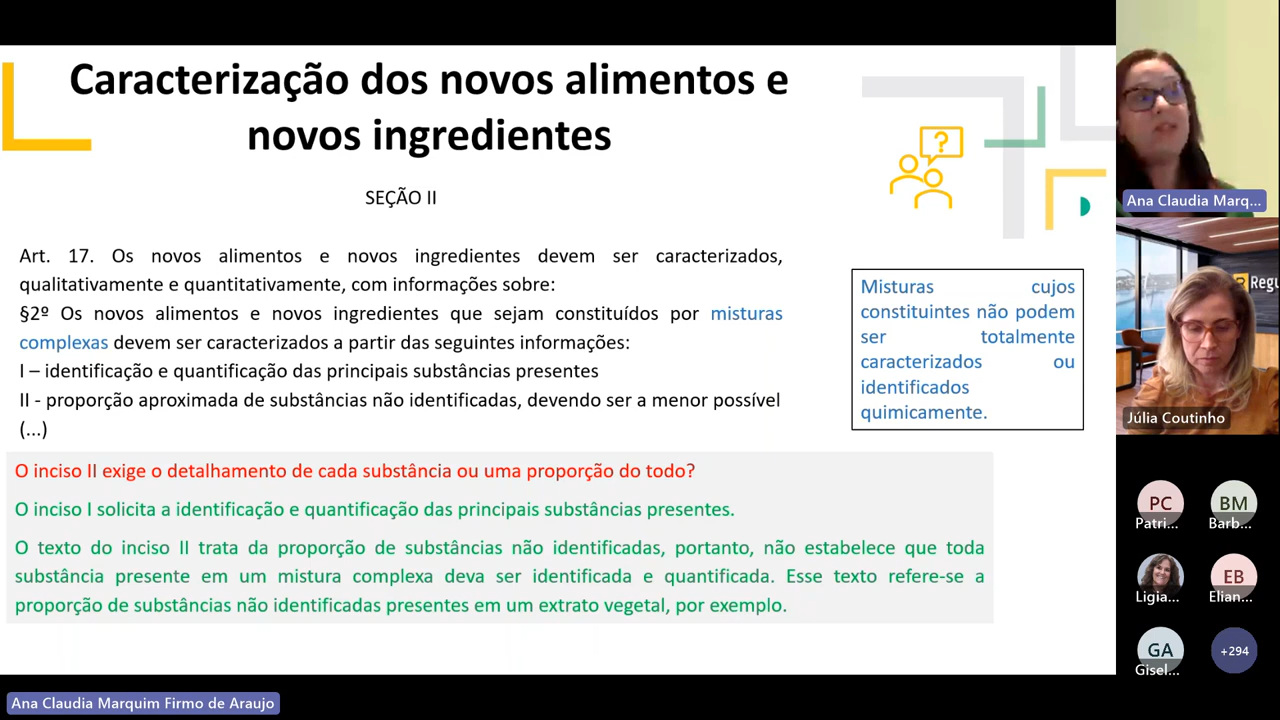 Caracterização dos novos alimentos e
novos ingredientes
?
SEÇÃO II
Art. 17. Os novos alimentos e novos ingredientes devem ser caracterizados,
qualitativamente e quantitativamente, com informações sobre:
§2º Os novos alimentos e novos ingredientes que sejam constituídos por misturas
complexas devem ser caracterizados a partir das seguintes informações:
I – identificação e quantificação das principais substâncias presentes
II - proporção aproximada de substâncias não identificadas, devendo ser a menor possível
(...)
Misturas cujos
constituintes não podem
ser totalmente
caracterizados ou
identificados
quimicamente.
O inciso II exige o detalhamento de cada substância ou uma proporção do todo?
O inciso I solicita a identificação e quantificação das principais substâncias presentes.
O texto do inciso II trata da proporção de substâncias não identificadas, portanto, não estabelece que toda
substância presente em um mistura complexa deva ser identificada e quantificada. Esse texto refere-se a
proporção de substâncias não identificadas presentes em um extrato vegetal, por exemplo.
Ana Claudia Marq...
Regu
Júlia Coutinho
PC
Patri...
BM
Barb...
Ligia...
EB
Elian...
GA
Gisel...
+294
Ana Claudia Marquim Firmo de Araujo